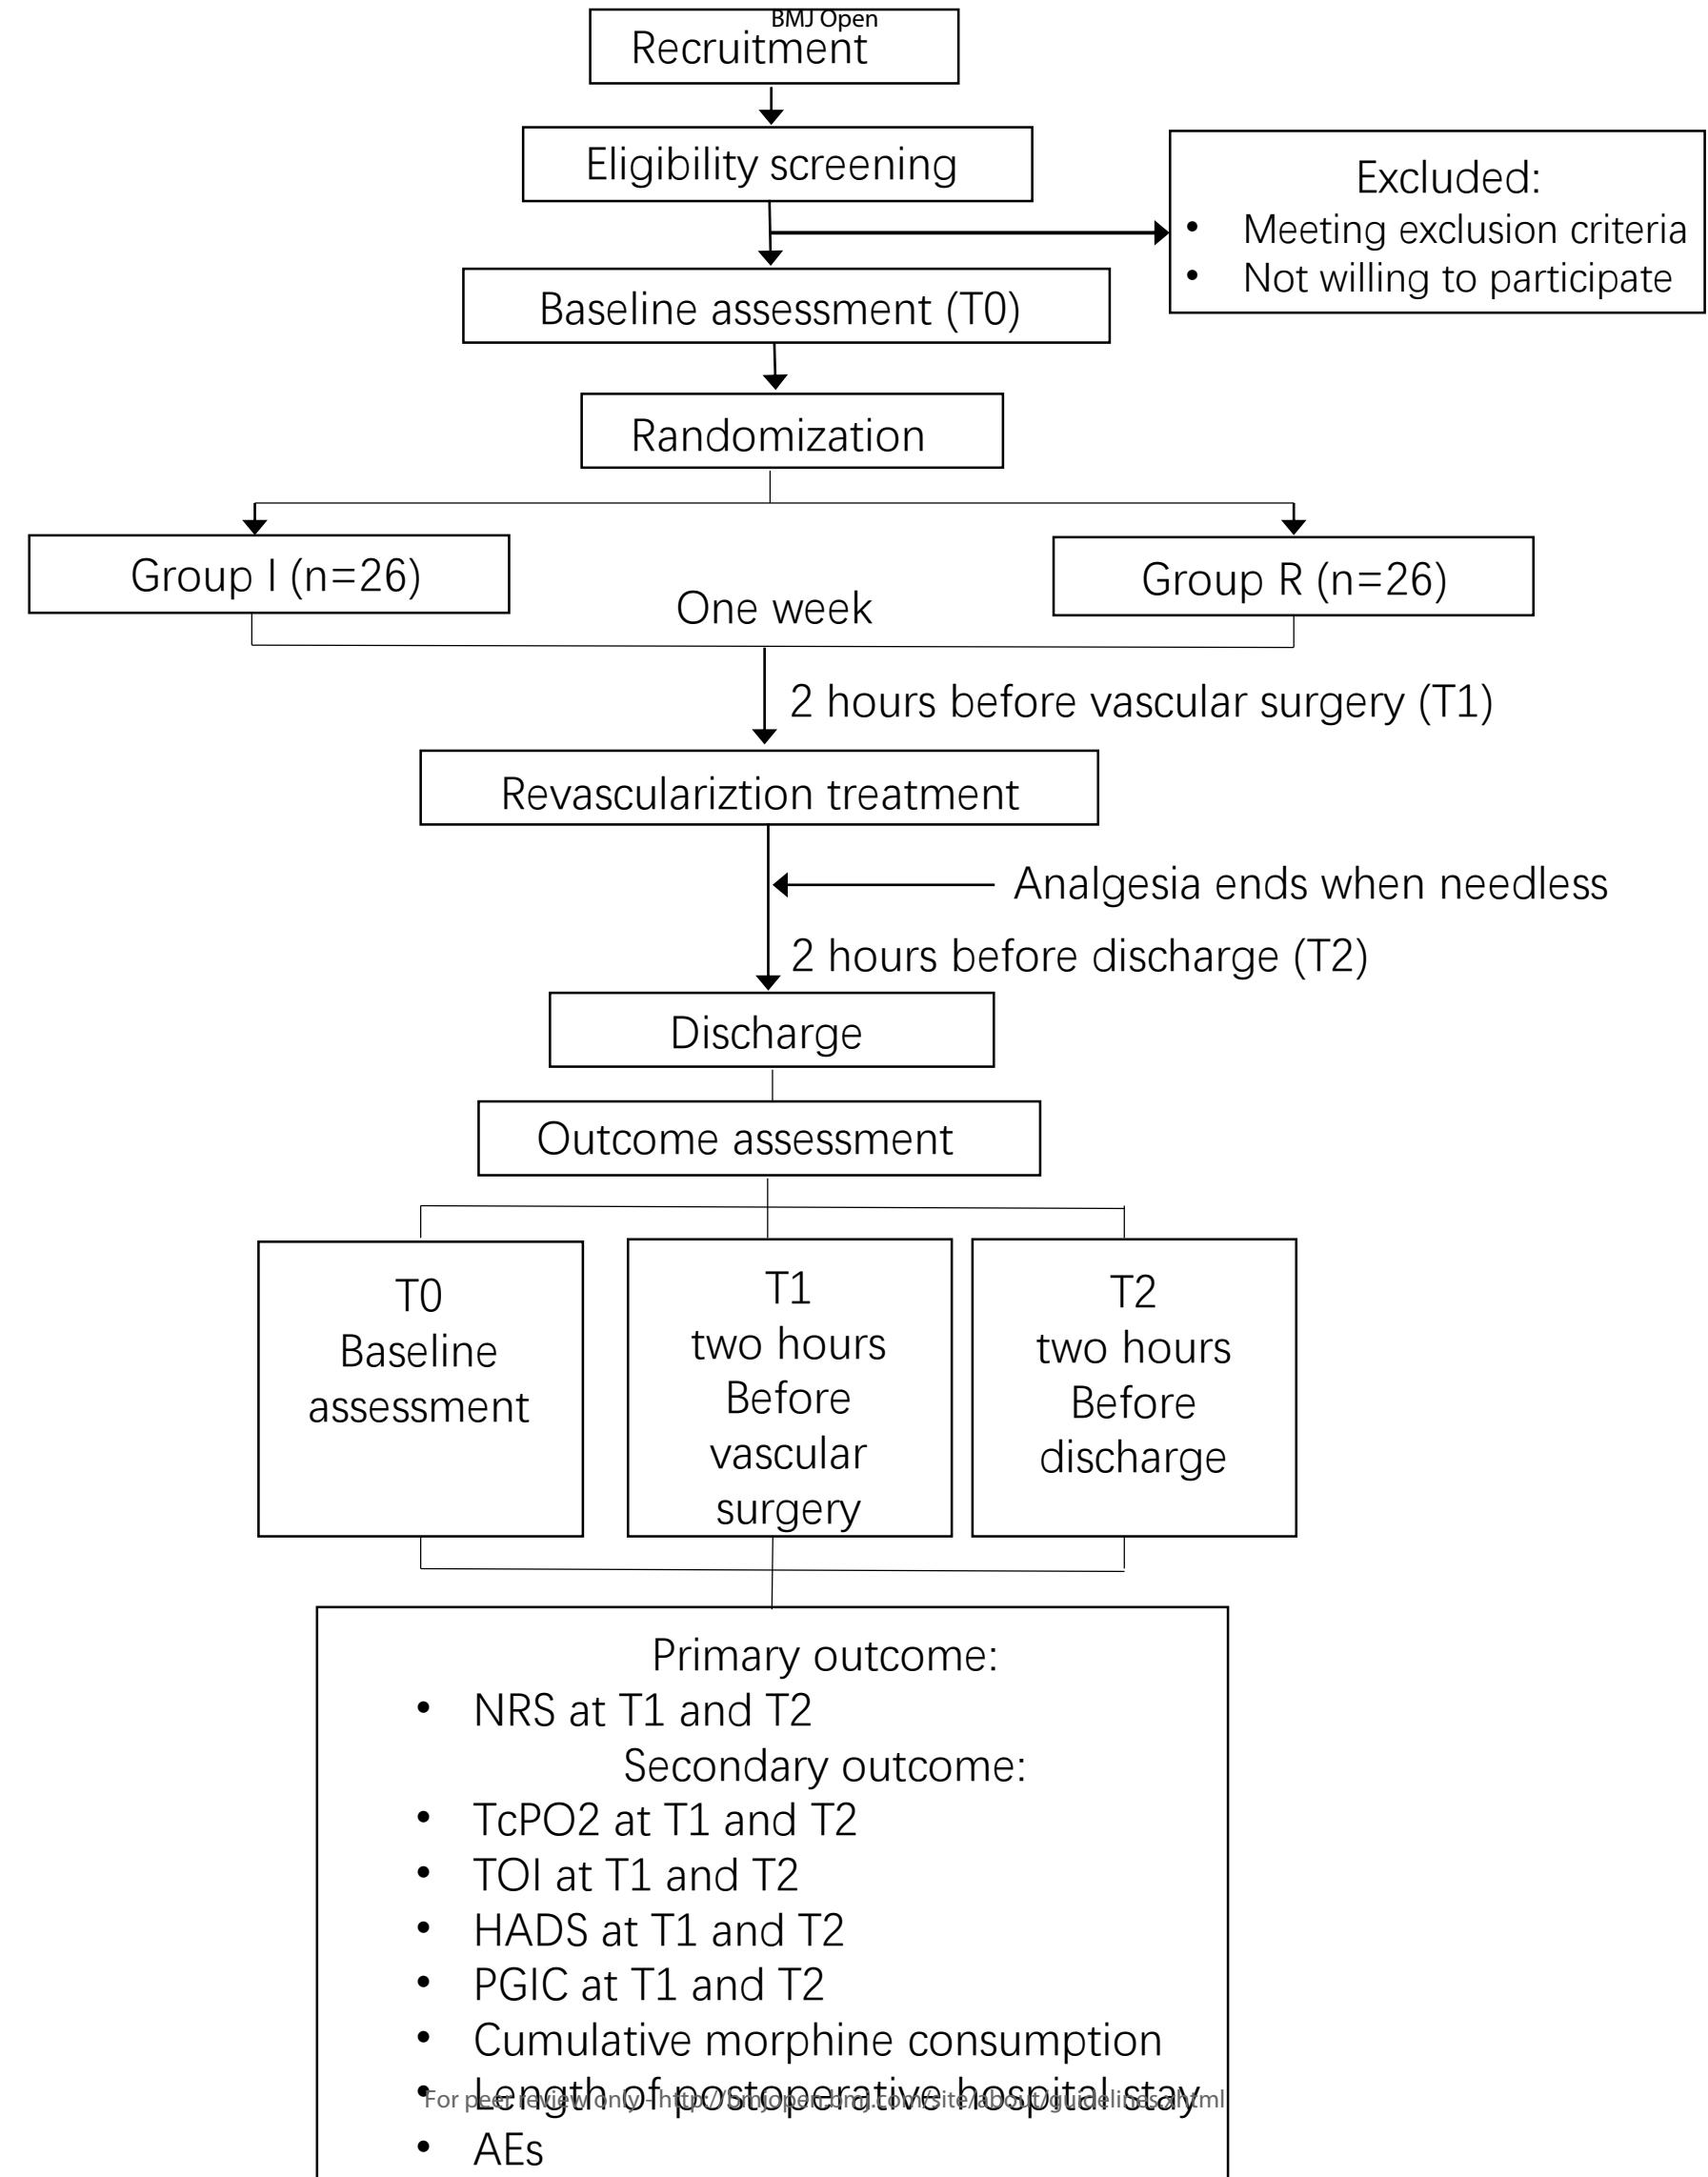 BMJ Open
Recruitment
Eligibility screening
Excluded:
• Meeting exclusion criteria
• Not willing to participate
Baseline assessment (T0)
Randomization
Group I (n=26)
Group R (n=26)
One week
2 hours before vascular surgery (T1)
Revasculariztion treatment
Analgesia ends when needless
2 hours before discharge (T2)
Discharge
Outcome assessment
T0
Baseline
assessment
T1
two hours
Before
vascular
surgery
T2
two hours
Before
discharge
Primary outcome:
• NRS at T1 and T2
Secondary outcome:
• TcPO2 at T1 and T2
• TOI at T1 and T2
• HADS at T1 and T2
• PGIC at T1 and T2
• Cumulative morphine consumption
• Length of postoperative hospital stay
For peer review only - http://bmjopen.bmj.com/site/about/guidelines.xhtml
• AEs